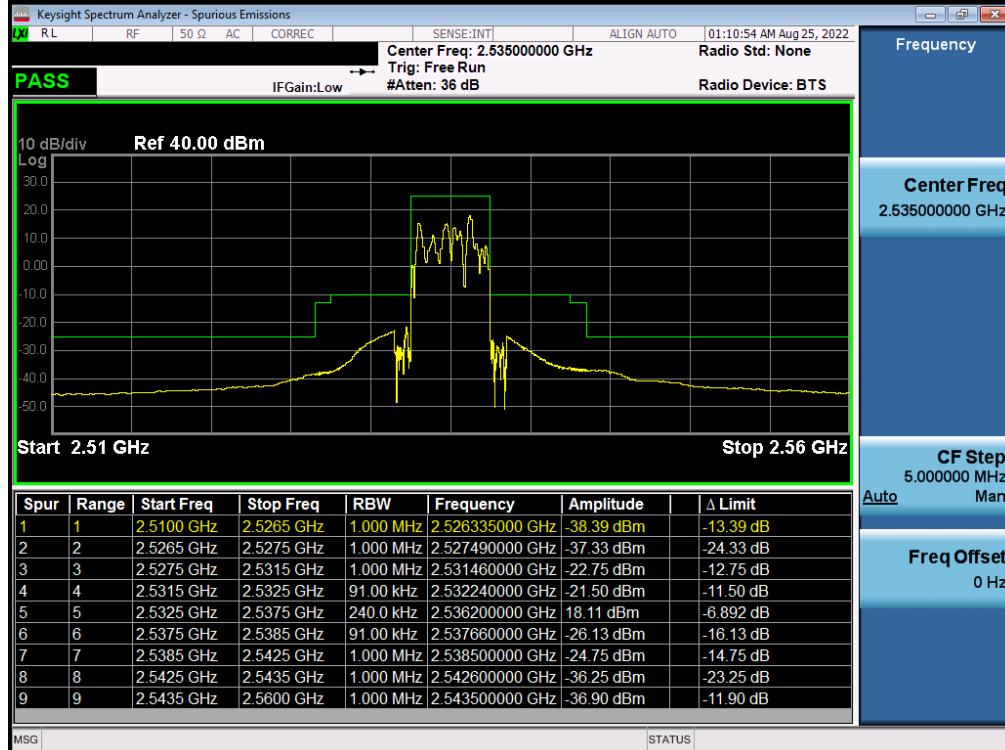 Keysight Spectrum Analyzer - Spurious Emissions
LXI RL RF 50 Ω AC CORREC SENSE:INT ALIGN AUTO 01:10:54 AM Aug 25, 2022
Center Freq: 2.535000000 GHz Radio Std: None
Trig: Free Run
PASS IFGain:Low #Atten: 36 dB Radio Device: BTS
10 dB/div Ref 40.00 dBm
Log
30.0
20.0
10.0
0.00
-10.0
-20.0
-30.0
-40.0
-50.0
Start 2.51 GHz Stop 2.56 GHz
Spur Range Start Freq Stop Freq RBW Frequency Amplitude Δ Limit
1 1 2.5100 GHz 2.5265 GHz 1.000 MHz 2.526335000 GHz -38.39 dBm -13.39 dB
2 2 2.5265 GHz 2.5275 GHz 1.000 MHz 2.527490000 GHz -37.33 dBm -24.33 dB
3 3 2.5275 GHz 2.5315 GHz 1.000 MHz 2.531460000 GHz -22.75 dBm -12.75 dB
4 4 2.5315 GHz 2.5325 GHz 91.00 kHz 2.532240000 GHz -21.50 dBm -11.50 dB
5 5 2.5325 GHz 2.5375 GHz 240.0 kHz 2.536200000 GHz 18.11 dBm -6.892 dB
6 6 2.5375 GHz 2.5385 GHz 91.00 kHz 2.537660000 GHz -26.13 dBm -16.13 dB
7 7 2.5385 GHz 2.5425 GHz 1.000 MHz 2.538500000 GHz -24.75 dBm -14.75 dB
8 8 2.5425 GHz 2.5435 GHz 1.000 MHz 2.542600000 GHz -36.25 dBm -23.25 dB
9 9 2.5435 GHz 2.5600 GHz 1.000 MHz 2.543500000 GHz -36.90 dBm -11.90 dB
MSG STATUS
Frequency
Center Freq
2.535000000 GHz
CF Step
5.000000 MHz
Auto Man
Freq Offset
0 Hz